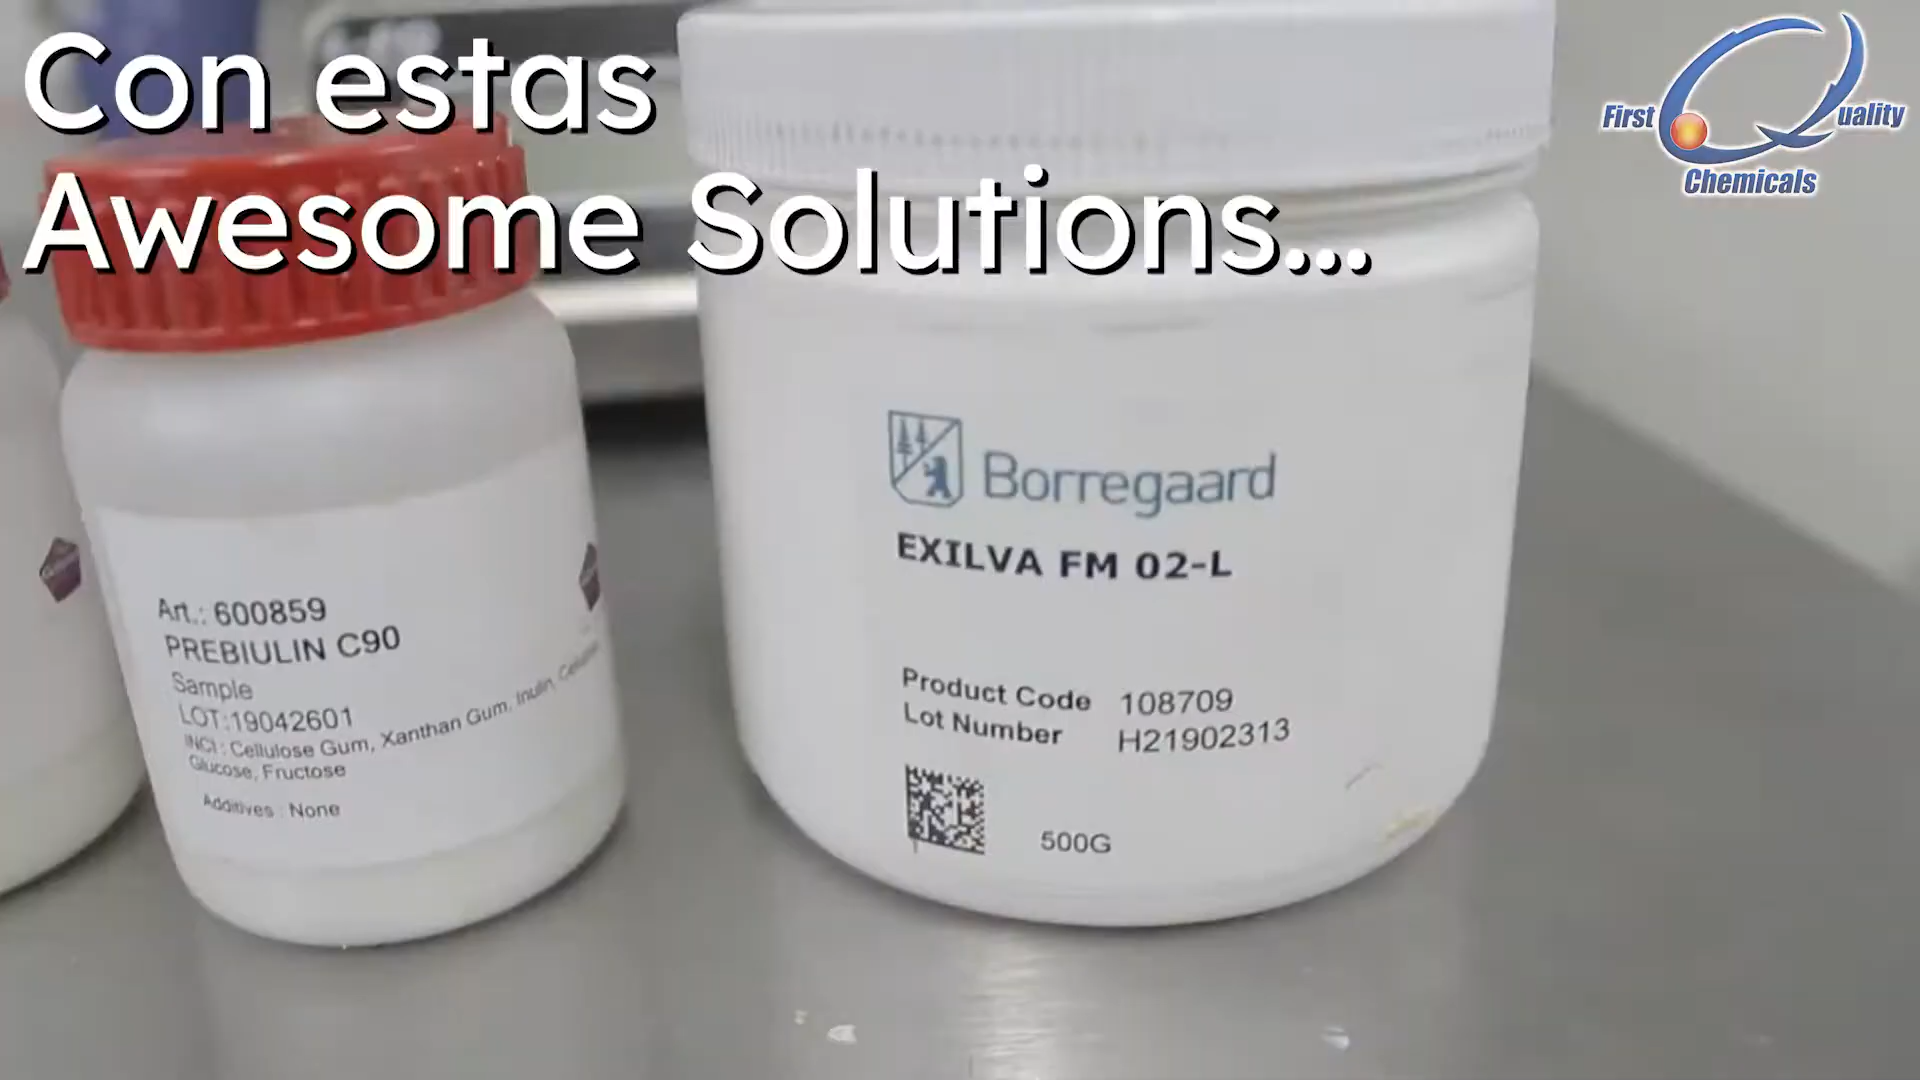 Con estas
Awesome Solutions...
First Quality
Chemicals
Borregaard
EXILVA FM 02-L
Product Code 108709
Lot Number H21902313
500G
Art.: 600859
PREBIULIN C90
Sample
LOT:19042601
INCI : Cellulose Gum, Xanthan Gum, Inulin,
Glucose, Fructose
Additives : None